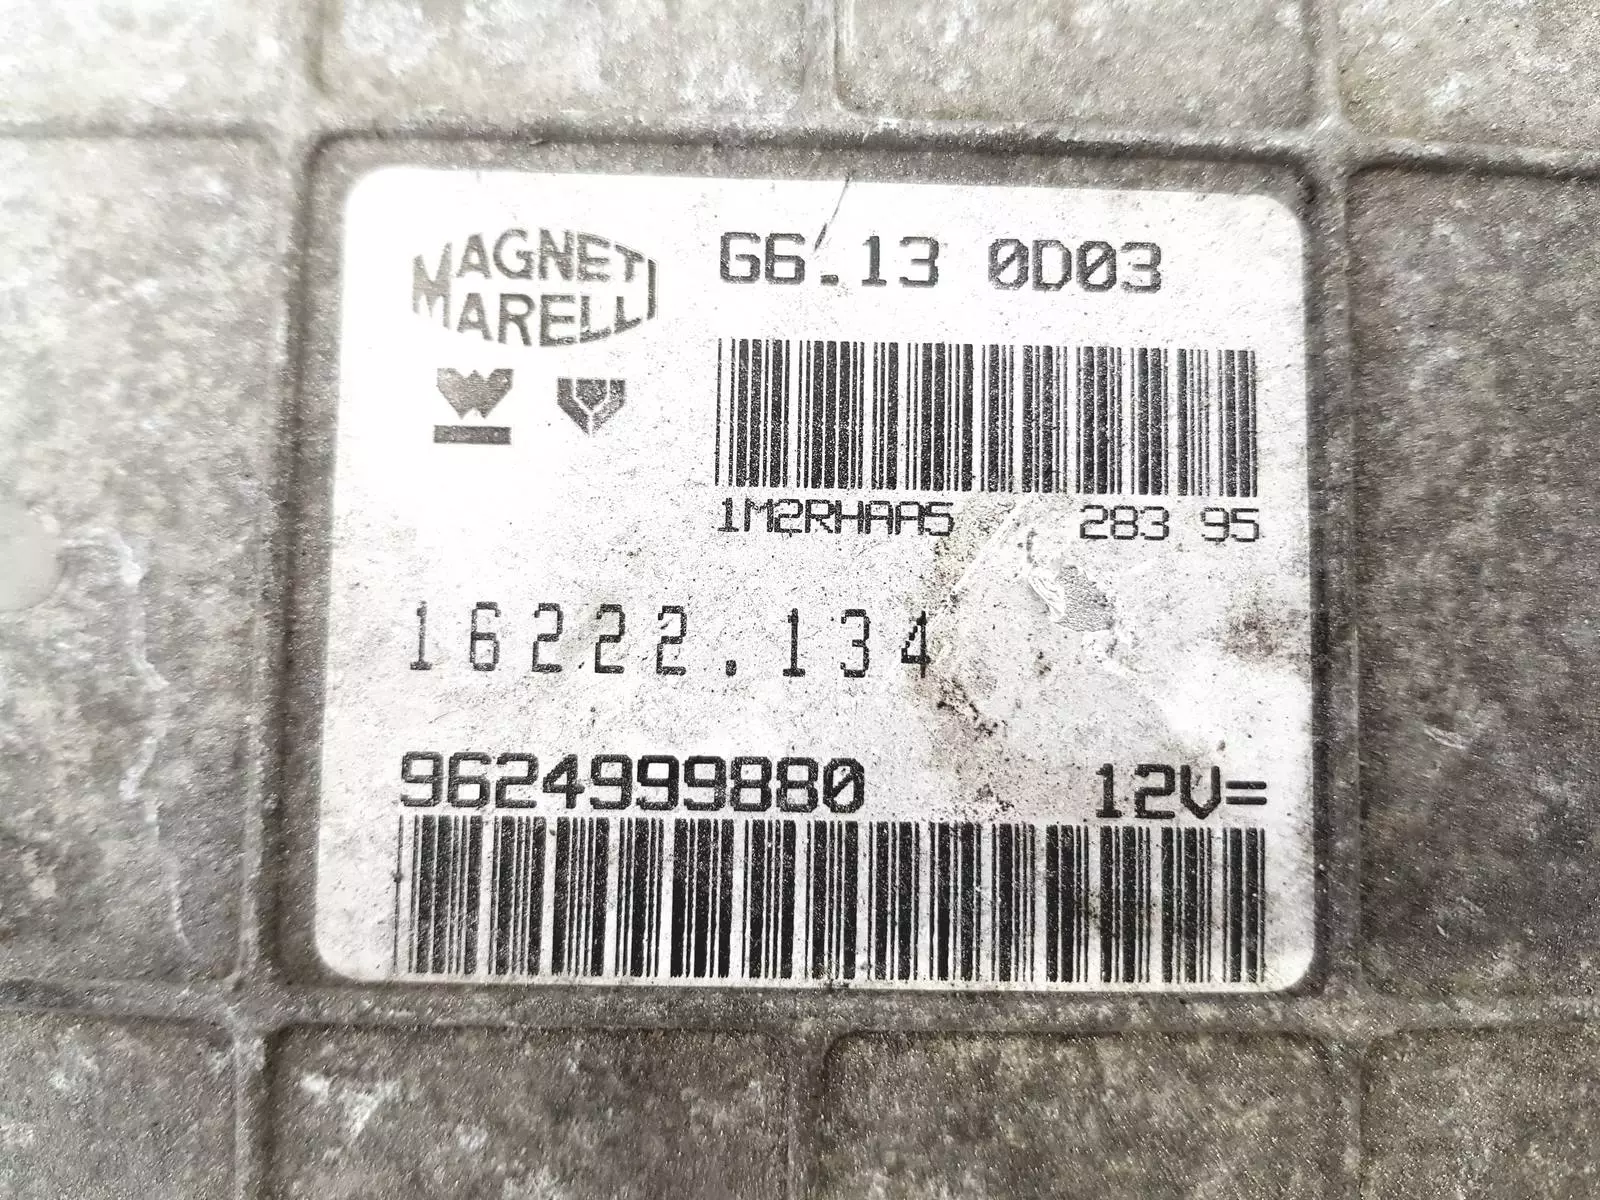 MAGNETI
MARELLI
G6.13 0D03
1M2RHAA5 283 95
16222.134
9624999880 12V=